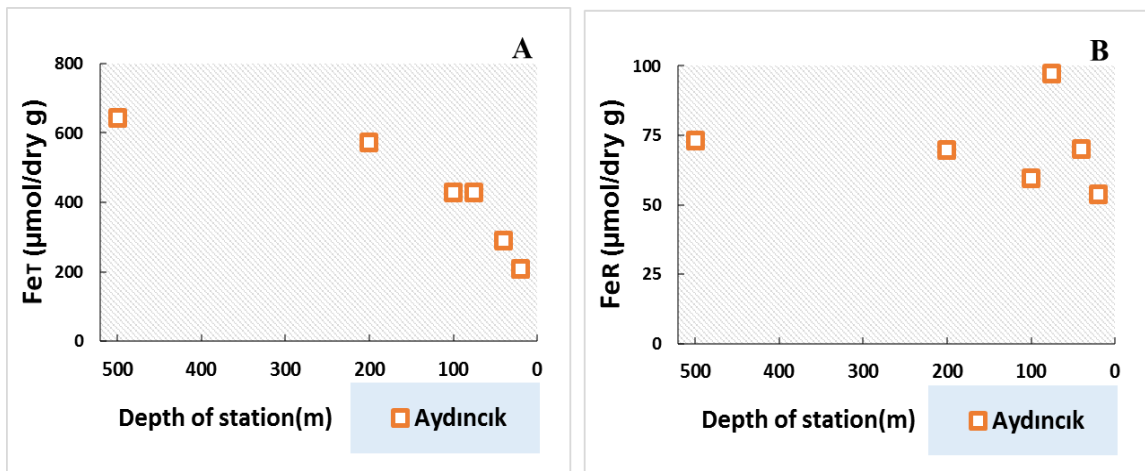 A
800
600
400
200
0
500 400 300 200 100 0
FeT (µmol/dry g)
Depth of station(m)
Aydıncık
B
100
75
50
25
0
500 400 300 200 100 0
FeR (µmol/dry g)
Depth of station(m)
Aydıncık